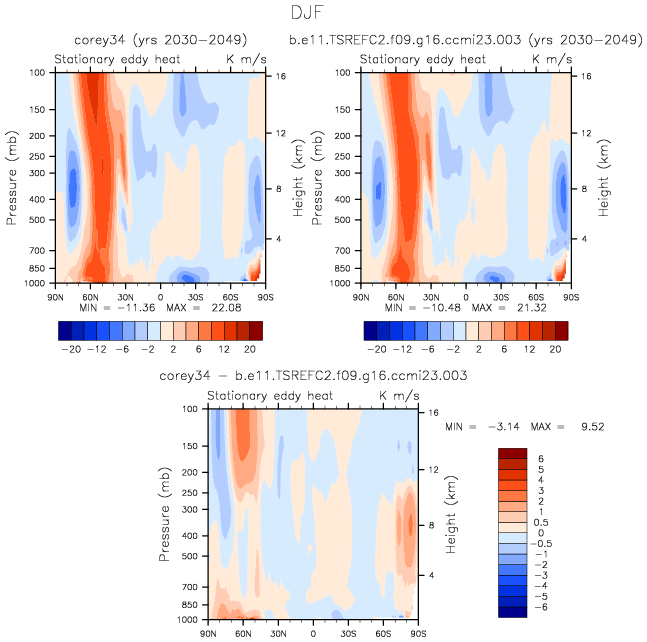 DJF
corey34 (yrs 2030-2049)
Stationary eddy heat K m/s
Pressure (mb)
100
150
200
250
300
400
500
700
850
1000
16
12
8
4
Height (km)
90N 60N 30N 0 30S 60S 90S
MIN = -11.36 MAX = 22.08
-20 -12 -6 -2 2 6 12 20
b.e11.TSREFC2.f09.g16.ccmi23.003 (yrs 2030-2049)
Stationary eddy heat K m/s
Pressure (mb)
100
150
200
250
300
400
500
700
850
1000
16
12
8
4
Height (km)
90N 60N 30N 0 30S 60S 90S
MIN = -10.48 MAX = 21.32
-20 -12 -6 -2 2 6 12 20
corey34 - b.e11.TSREFC2.f09.g16.ccmi23.003
Stationary eddy heat K m/s
Pressure (mb)
100
150
200
250
300
400
500
700
850
1000
16
12
8
4
Height (km)
90N 60N 30N 0 30S 60S 90S
MIN = -3.14 MAX = 9.52
6
5
4
3
2
1
0.5
0
-0.5
-1
-2
-3
-4
-5
-6